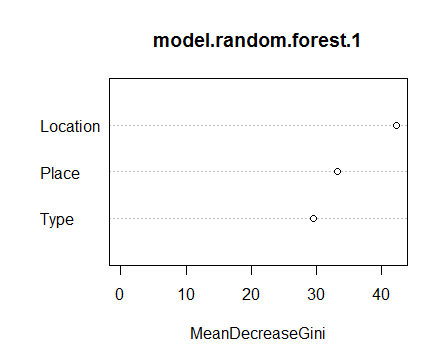 model.random.forest.1
Location
Place
Type
0 10 20 30 40
MeanDecreaseGini